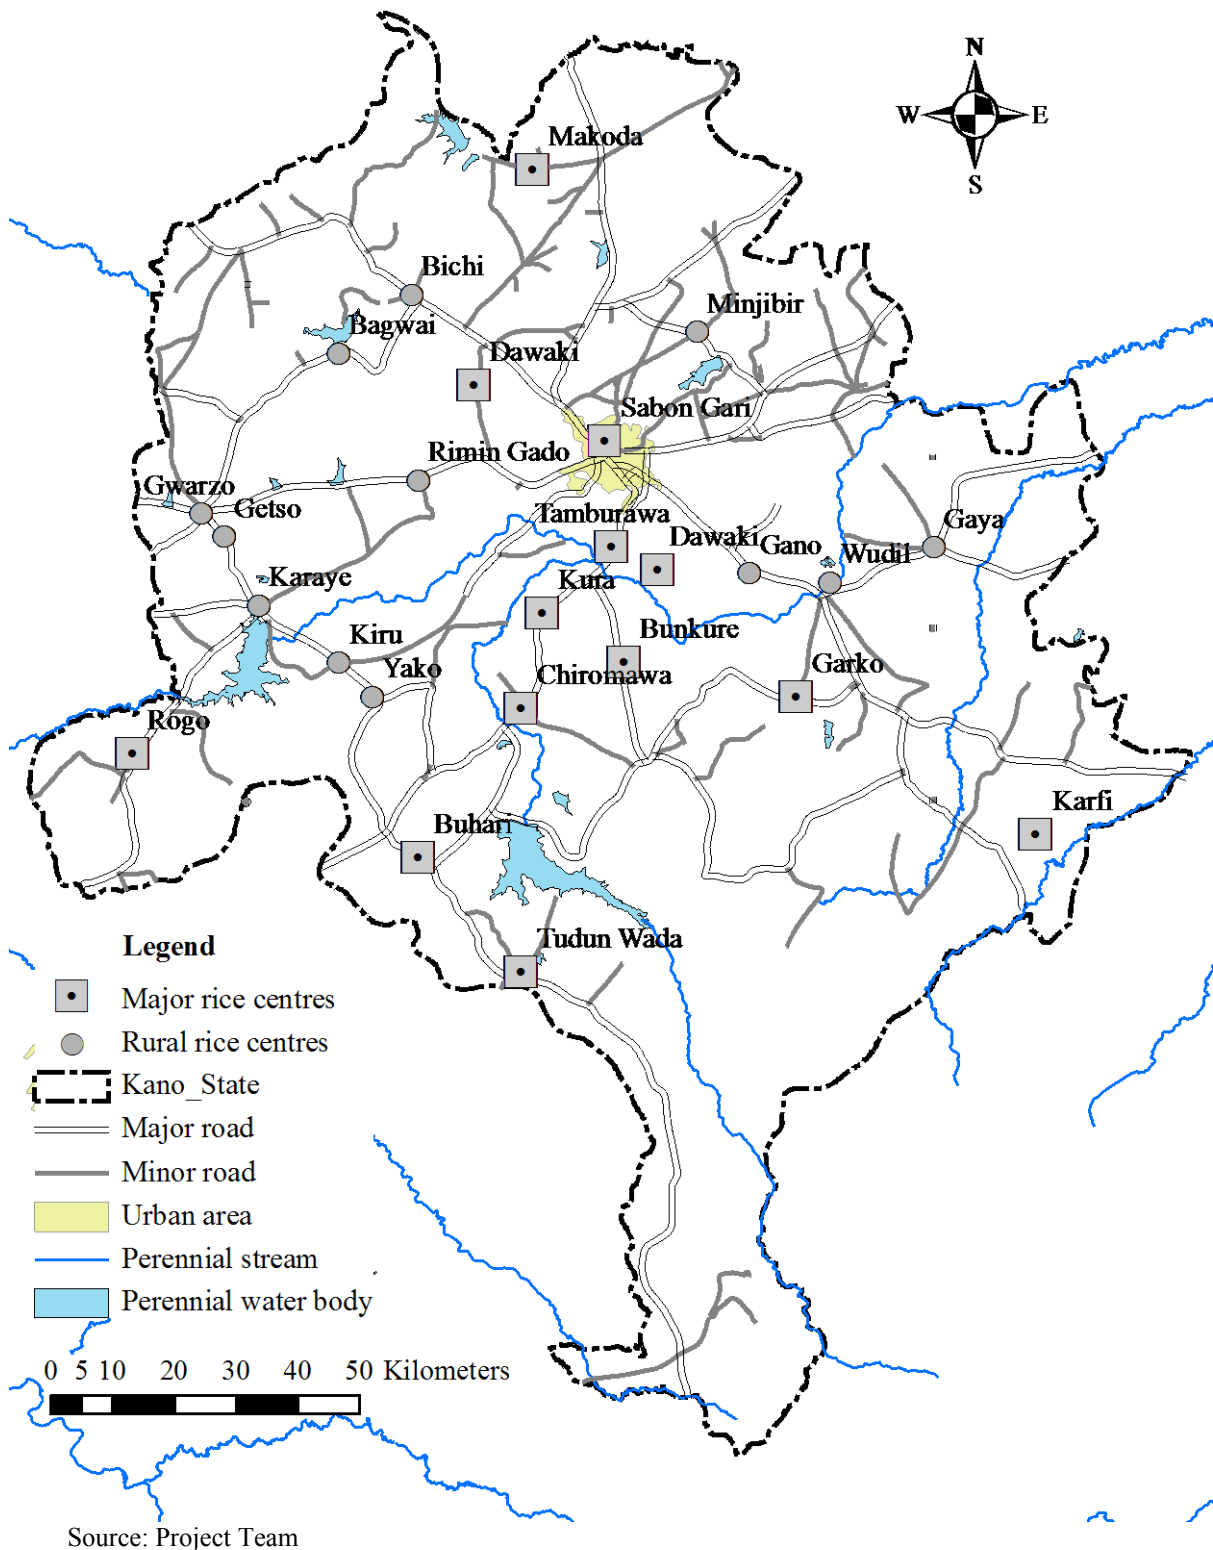 N
W E
S
Makoda
Bichi
Minjibir
Bagwai
Dawaki
Sabon Gari
Rimin Gado
Gwarzo
Getso
Tamburawa
Dawaki
Gano
Wudil
Gaya
Karaye
Kura
Kiru
Bunkure
Yako
Chiromawa
Garko
Rogo
Karfi
Buhari
Tudun Wada
Legend
Major rice centres
Rural rice centres
Kano_State
Major road
Minor road
Urban area
Perennial stream
Perennial water body
0 5 10 20 30 40 50 Kilometers
Source: Project Team